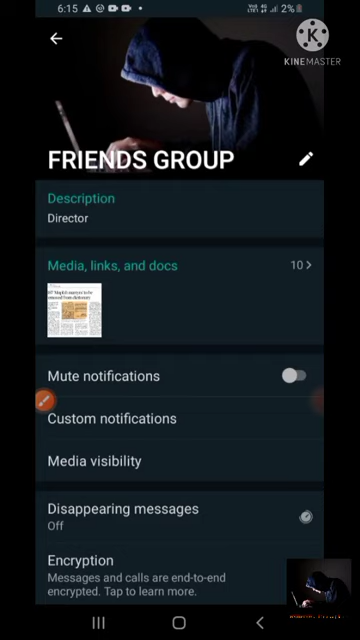 6:15
2%
KINEMASTER
FRIENDS GROUP
Description
Director
Media, links, and docs
10
Mute notifications
Custom notifications
Media visibility
Disappearing messages
Off
Encryption
Messages and calls are end-to-end
encrypted. Tap to learn more.